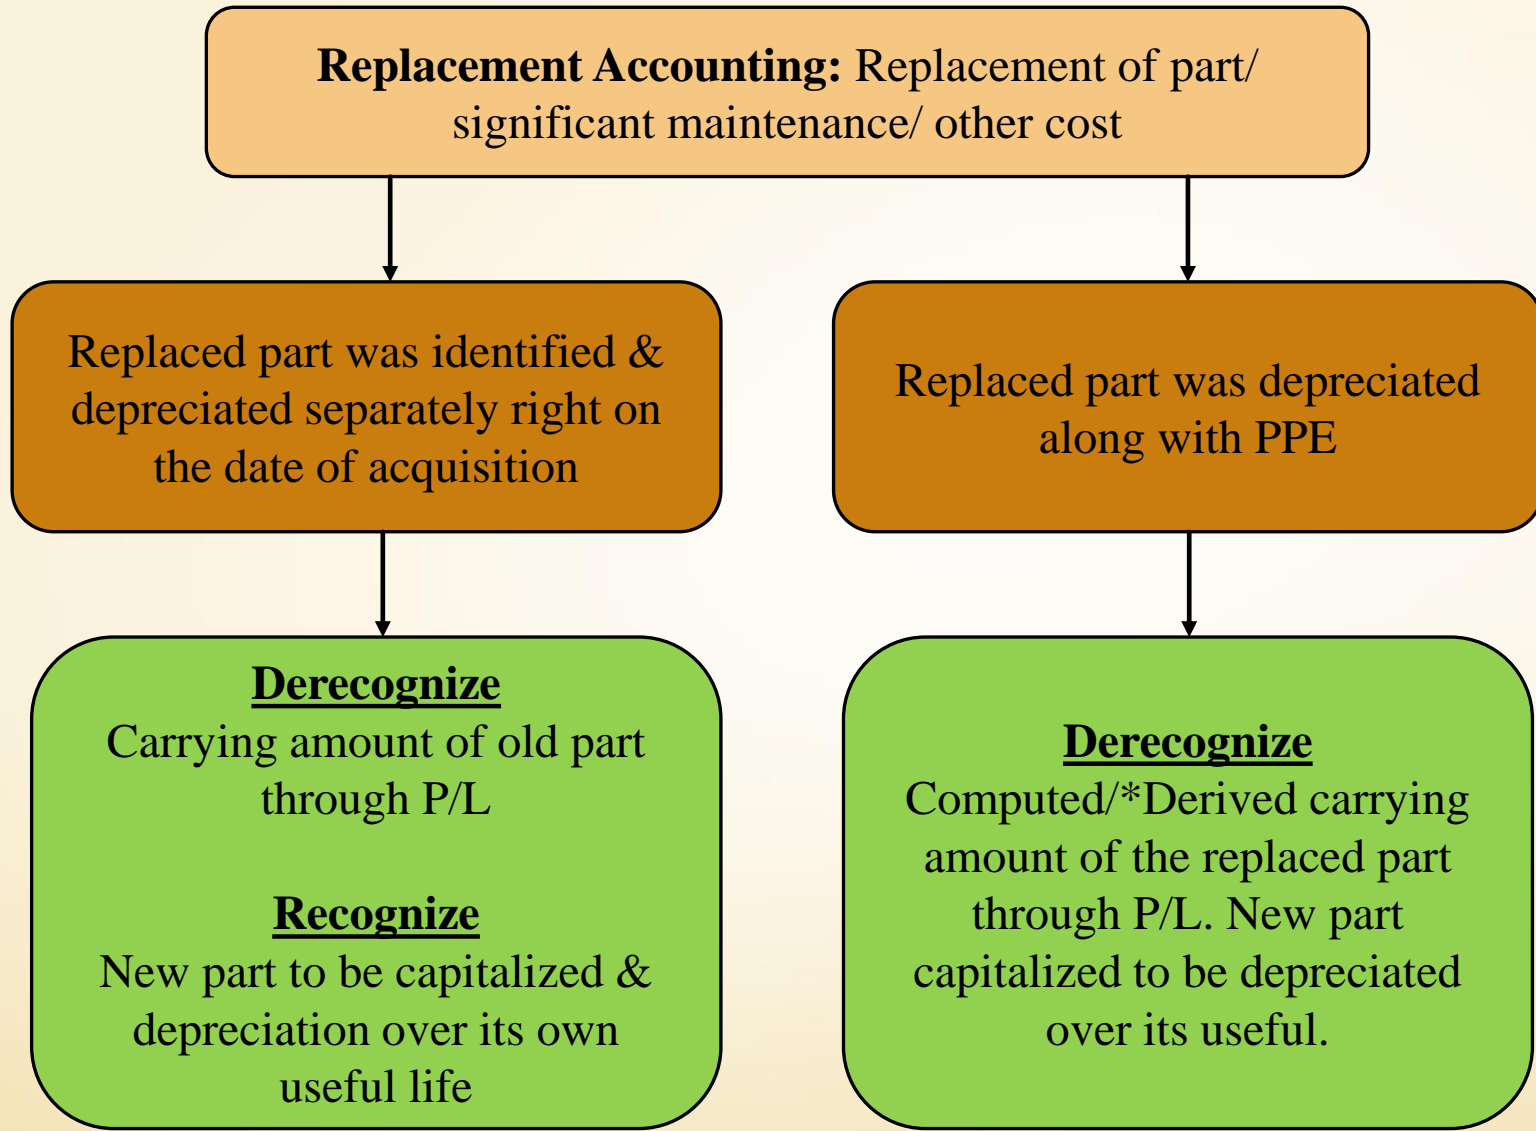 Replacement Accounting: Replacement of part/
significant maintenance/ other cost
Replaced part was identified &
depreciated separately right on
the date of acquisition
Replaced part was depreciated
along with PPE
Derecognize
Carrying amount of old part
through P/L
Recognize
New part to be capitalized &
depreciation over its own
useful life
Derecognize
Computed/*Derived carrying
amount of the replaced part
through P/L. New part
capitalized to be depreciated
over its useful.